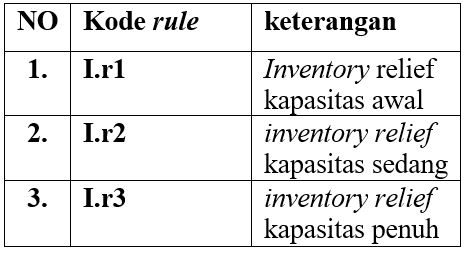 NO Kode rule keterangan
1. I.r1 Inventory relief
kapasitas awal
2. I.r2 inventory relief
kapasitas sedang
3. I.r3 inventory relief
kapasitas penuh